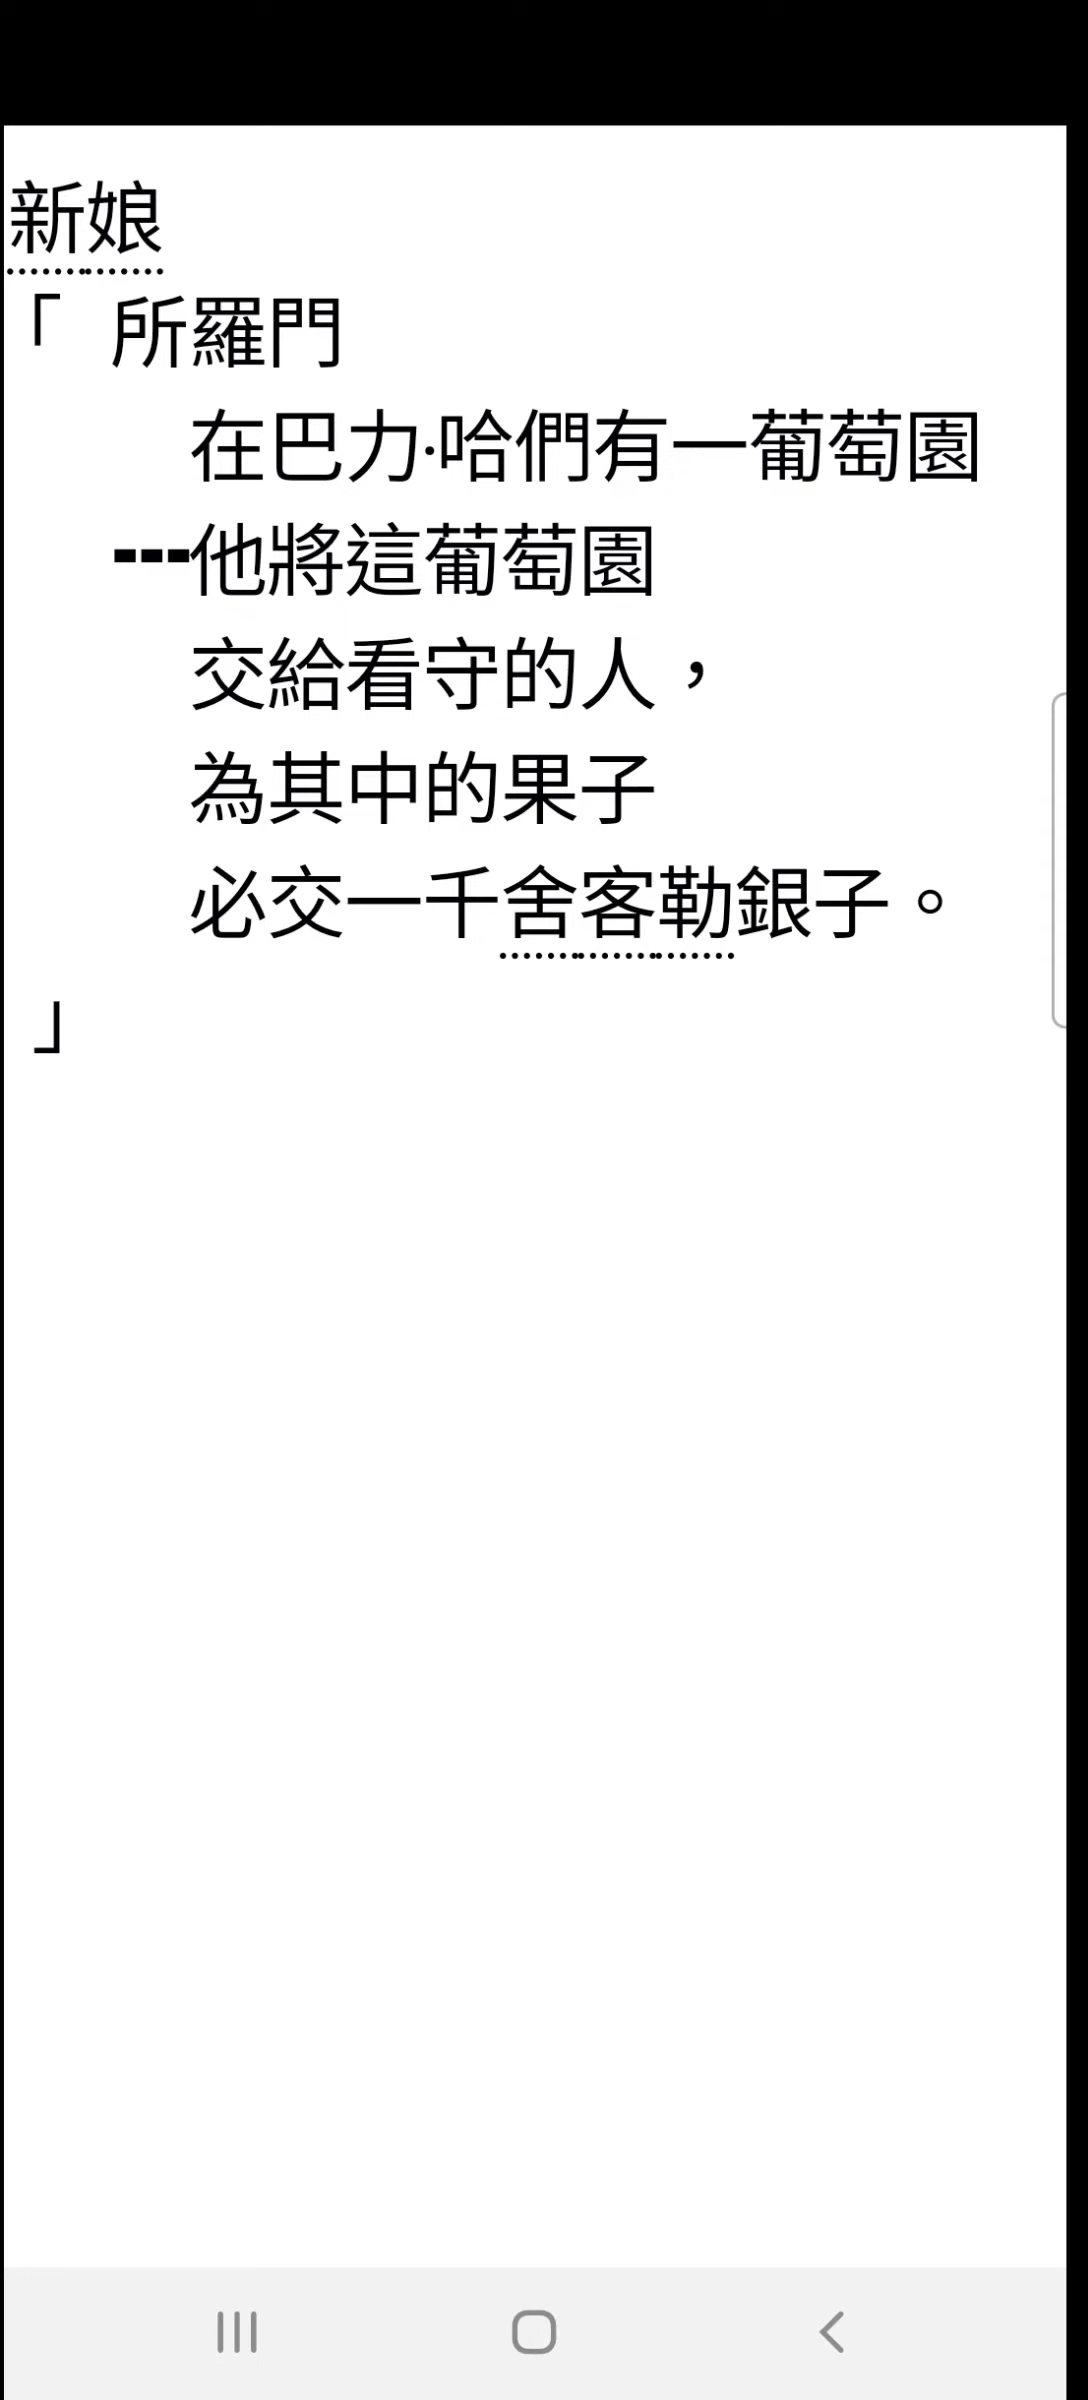 新娘
「 所羅門
在巴力·哈們有一葡萄園
---他將這葡萄園
交給看守的人，
為其中的果子
必交一千舍客勒銀子。
」